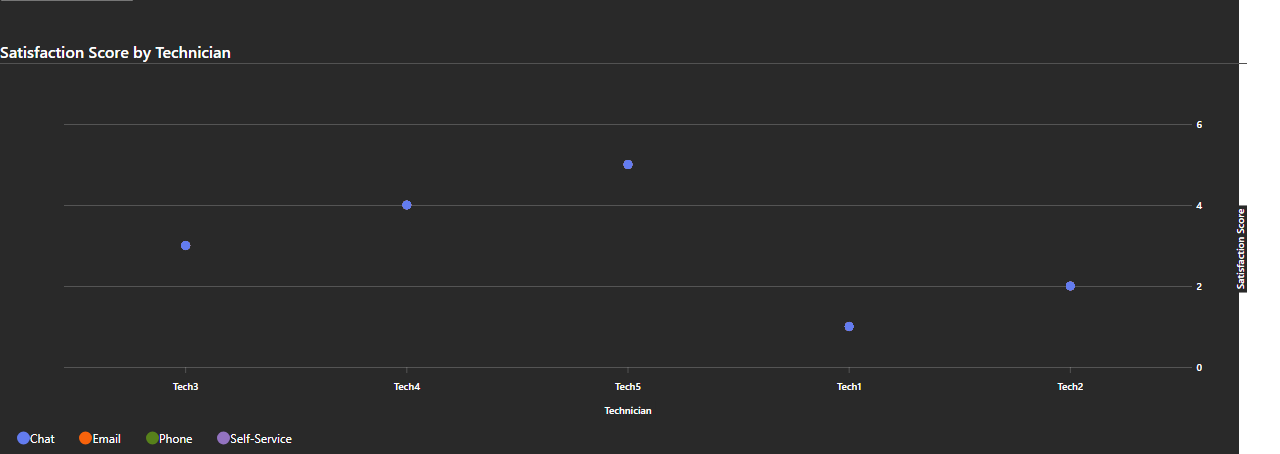 Satisfaction Score by Technician
6
4
2
0
Satisfaction Score
Tech3 Tech4 Tech5 Tech1 Tech2
Technician
Chat Email Phone Self-Service